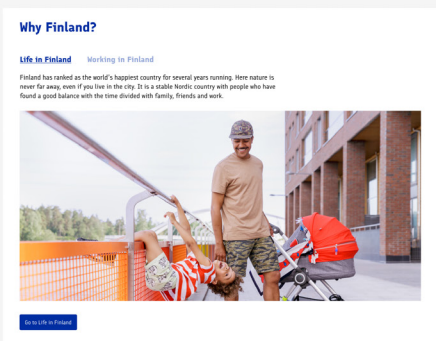 Why Finland?
Life in Finland Working in Finland
Finland has ranked as the world's happiest country for several years running. Here nature is
never far away, even if you live in the city. It is a stable Nordic country with people who have
found a good balance with the time divided with family, friends and work.
Go to Life in Finland